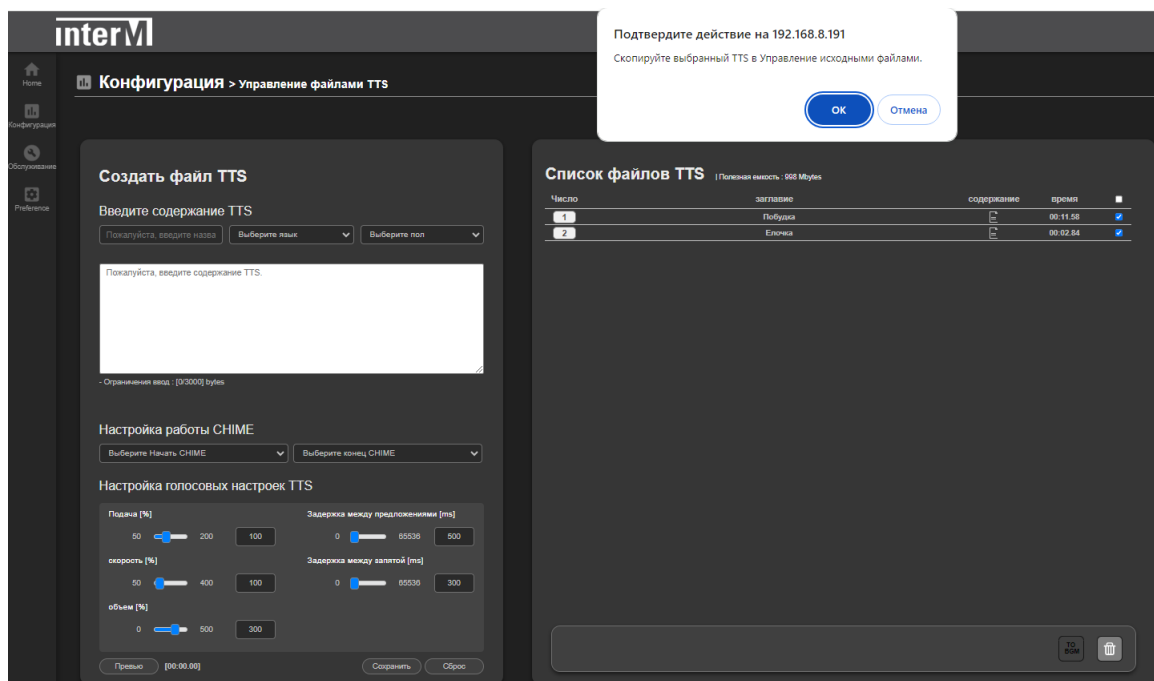 interM
Подтвердите действие на 192.168.8.191
Скопируйте выбранный TTS в Управление исходными файлами.
ОК
Отмена
Home
Конфигурация
Обслуживание
Preference
Конфигурация > Управление файлами TTS
Создать файл TTS
Введите содержание TTS
Пожалуйста, введите назва
Выберите язык
Выберите пол
Пожалуйста, введите содержание TTS.
- Ограничения ввод : [0/3000] bytes
Настройка работы CHIME
Выберите Начать CHIME
Выберите конец CHIME
Настройка голосовых настроек TTS
Подача [%]
50 200 100
Задержка между предложениями [ms]
0 65536 500
скорость [%]
50 400 100
Задержка между запятой [ms]
0 65536 300
объем [%]
0 500 300
Превью [00:00.00] Сохранить Сброс
Список файлов TTS | Полезная емкость : 998 Mbytes
Число заглавие содержание время
1 Побудка 00:11.58
2 Елочка 00:02.84
TO
BGM